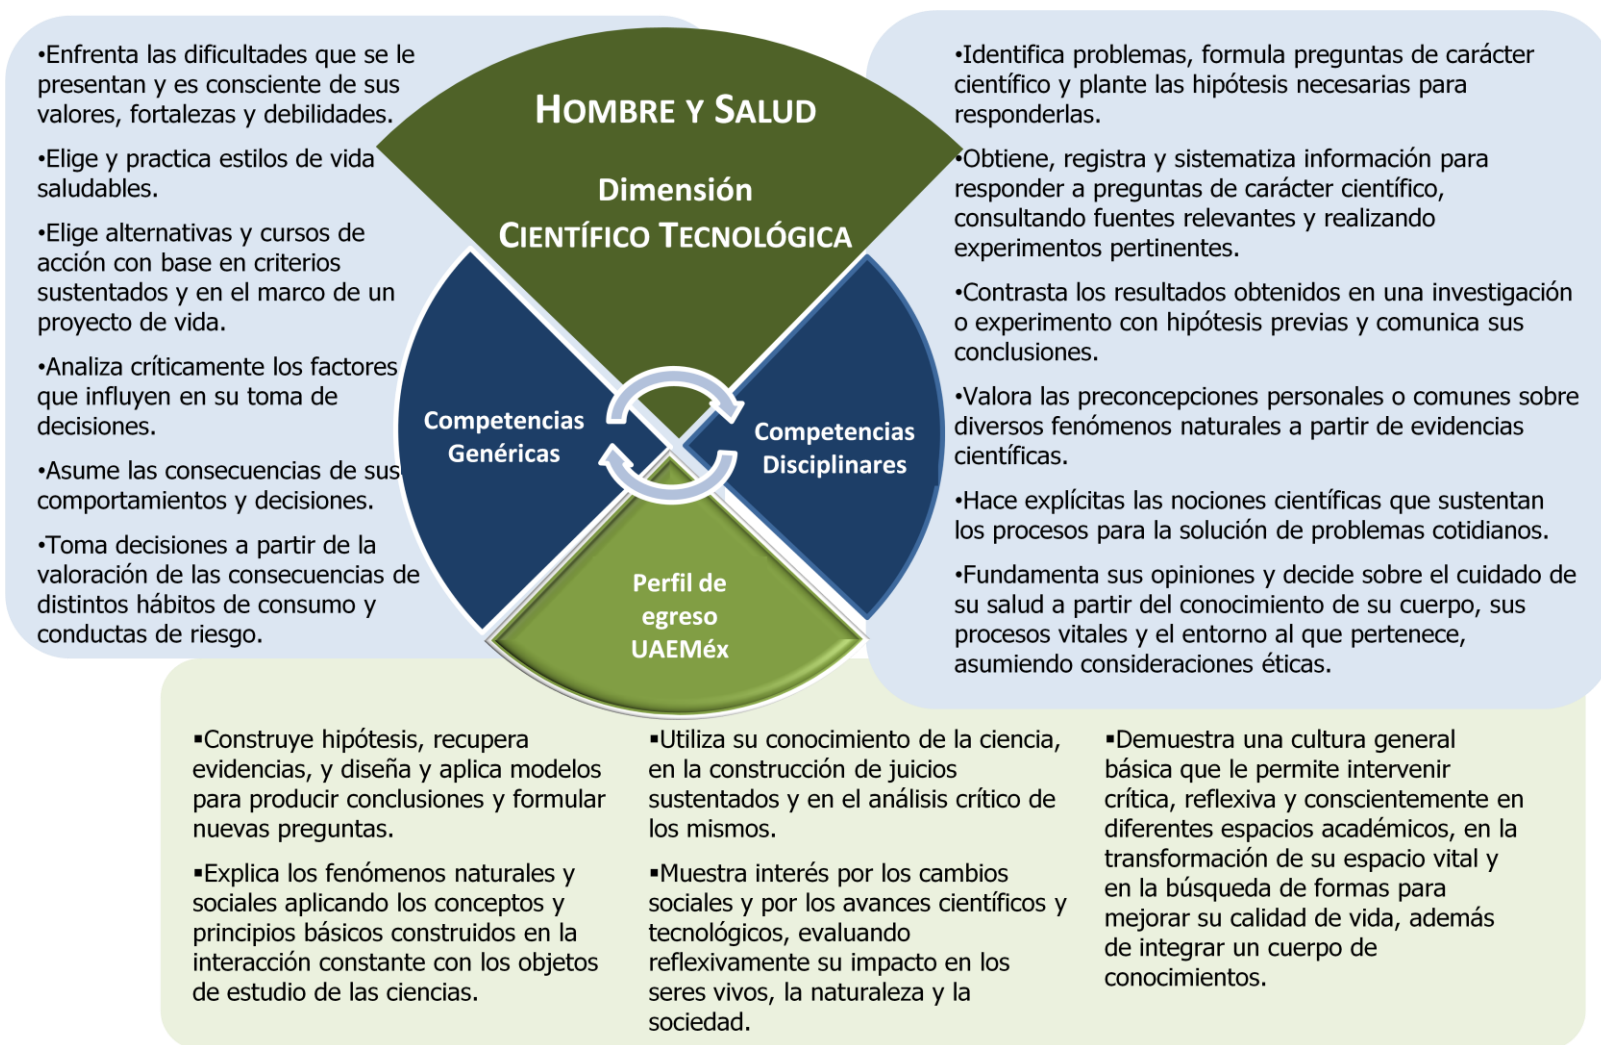 •Enfrenta las dificultades que se le
presentan y es consciente de sus
valores, fortalezas y debilidades.
•Elige y practica estilos de vida
saludables.
•Elige alternativas y cursos de
acción con base en criterios
sustentados y en el marco de un
proyecto de vida.
•Analiza críticamente los factores
que influyen en su toma de
decisiones.
•Asume las consecuencias de sus
comportamientos y decisiones.
•Toma decisiones a partir de la
valoración de las consecuencias de
distintos hábitos de consumo y
conductas de riesgo.
HOMBRE Y SALUD
Dimensión
CIENTÍFICO TECNOLÓGICA
Competencias
Genéricas
Competencias
Disciplinares
Perfil de
egreso
UAEMéx
•Identifica problemas, formula preguntas de carácter
científico y plante las hipótesis necesarias para
responderlas.
•Obtiene, registra y sistematiza información para
responder a preguntas de carácter científico,
consultando fuentes relevantes y realizando
experimentos pertinentes.
•Contrasta los resultados obtenidos en una investigación
o experimento con hipótesis previas y comunica sus
conclusiones.
•Valora las preconcepciones personales o comunes sobre
diversos fenómenos naturales a partir de evidencias
científicas.
•Hace explícitas las nociones científicas que sustentan
los procesos para la solución de problemas cotidianos.
•Fundamenta sus opiniones y decide sobre el cuidado de
su salud a partir del conocimiento de su cuerpo, sus
procesos vitales y el entorno al que pertenece,
asumiendo consideraciones éticas.
▪Construye hipótesis, recupera
evidencias, y diseña y aplica modelos
para producir conclusiones y formular
nuevas preguntas.
▪Explica los fenómenos naturales y
sociales aplicando los conceptos y
principios básicos construidos en la
interacción constante con los objetos
de estudio de las ciencias.
▪Utiliza su conocimiento de la ciencia,
en la construcción de juicios
sustentados y en el análisis crítico de
los mismos.
▪Muestra interés por los cambios
sociales y por los avances científicos y
tecnológicos, evaluando
reflexivamente su impacto en los
seres vivos, la naturaleza y la
sociedad.
▪Demuestra una cultura general
básica que le permite intervenir
crítica, reflexiva y conscientemente en
diferentes espacios académicos, en la
transformación de su espacio vital y
en la búsqueda de formas para
mejorar su calidad de vida, además
de integrar un cuerpo de
conocimientos.